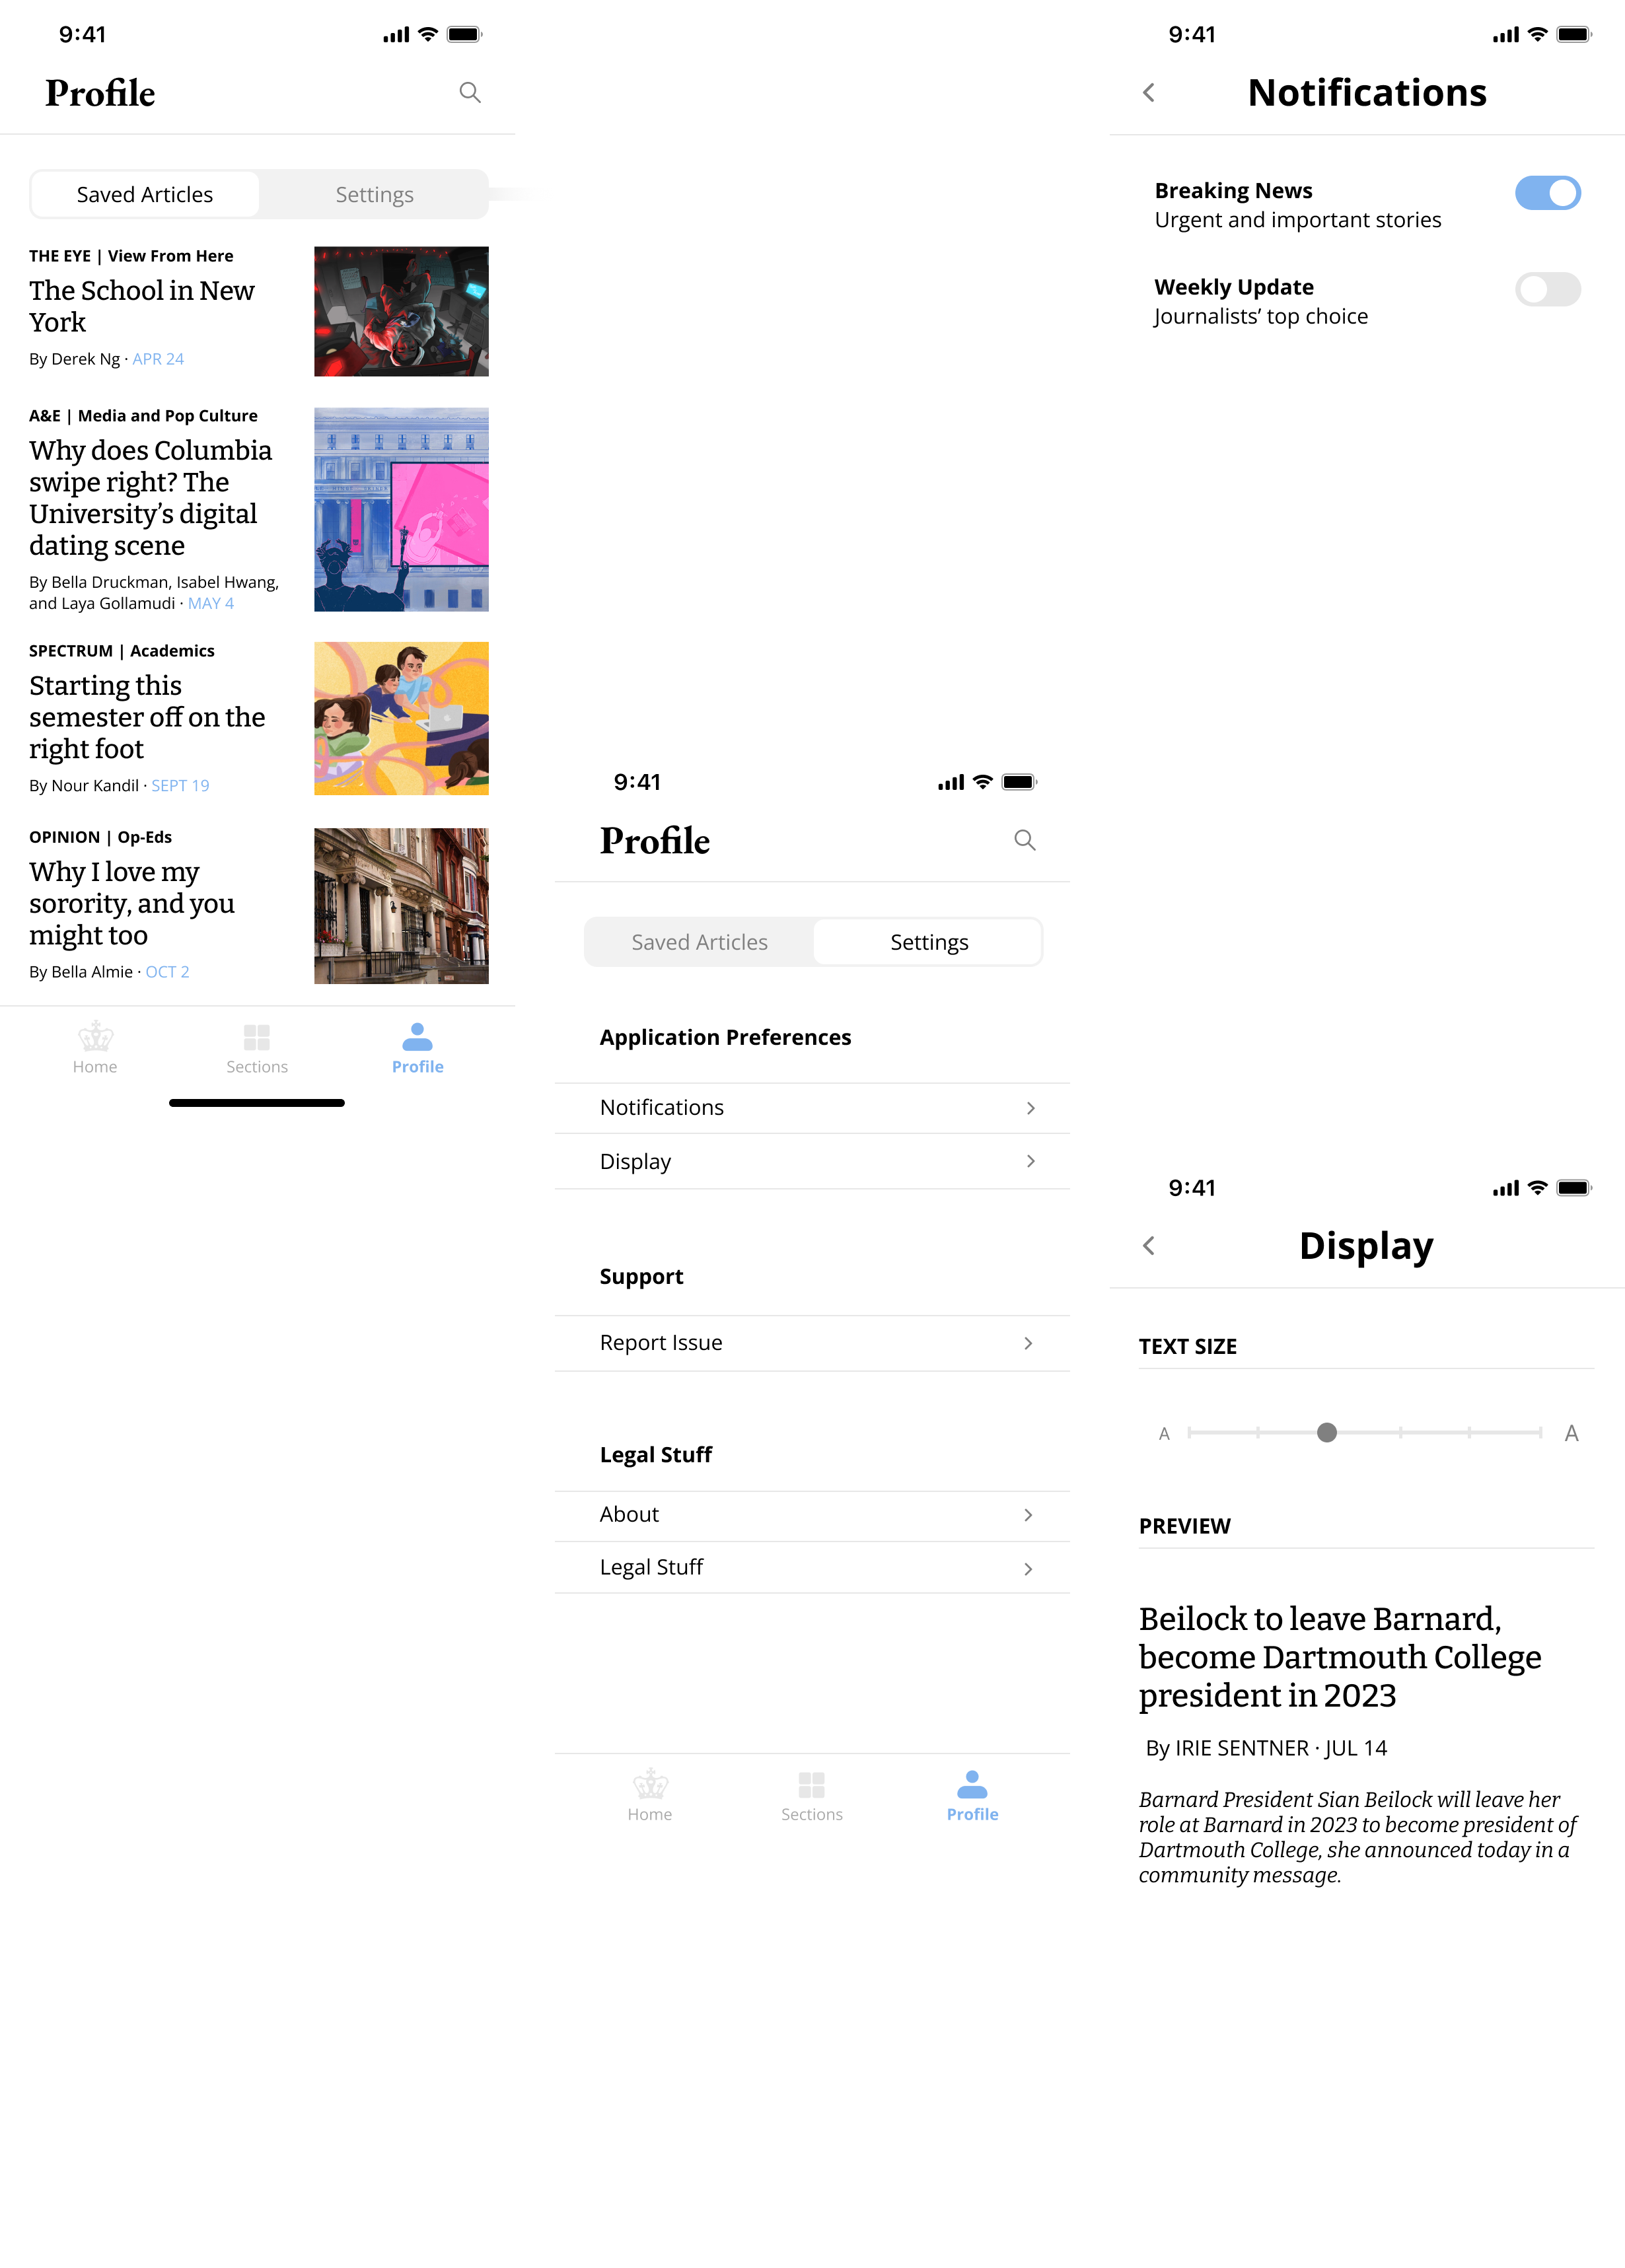 9:41
Profile
Saved Articles
Settings
THE EYE | View From Here
The School in New
York
By Derek Ng · APR 24
A&E | Media and Pop Culture
Why does Columbia
swipe right? The
University’s digital
dating scene
By Bella Druckman, Isabel Hwang,
and Laya Gollamudi · MAY 4
SPECTRUM | Academics
Starting this
semester off on the
right foot
By Nour Kandil · SEPT 19
OPINION | Op-Eds
Why I love my
sorority, and you
might too
By Bella Almie · OCT 2
Home
Sections
Profile
9:41
Profile
Saved Articles
Settings
Application Preferences
Notifications
Display
Support
Report Issue
Legal Stuff
About
Legal Stuff
Home
Sections
Profile
9:41
Notifications
Breaking News
Urgent and important stories
Weekly Update
Journalists’ top choice
9:41
Display
TEXT SIZE
A
A
PREVIEW
Beilock to leave Barnard,
become Dartmouth College
president in 2023
By IRIE SENTNER · JUL 14
Barnard President Sian Beilock will leave her
role at Barnard in 2023 to become president of
Dartmouth College, she announced today in a
community message.